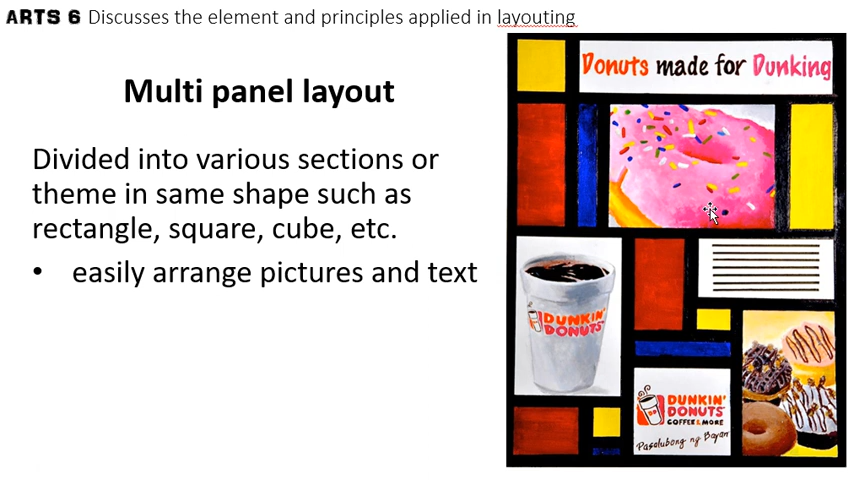 ARTS 6 Discusses the element and principles applied in layouting
Multi panel layout
Divided into various sections or
theme in same shape such as
rectangle, square, cube, etc.
• easily arrange pictures and text
Donuts made for Dunking
DUNKIN'
DONUTS
DUNKIN'
DONUTS
COFFEE & MORE
Pasalubong ng Bayan